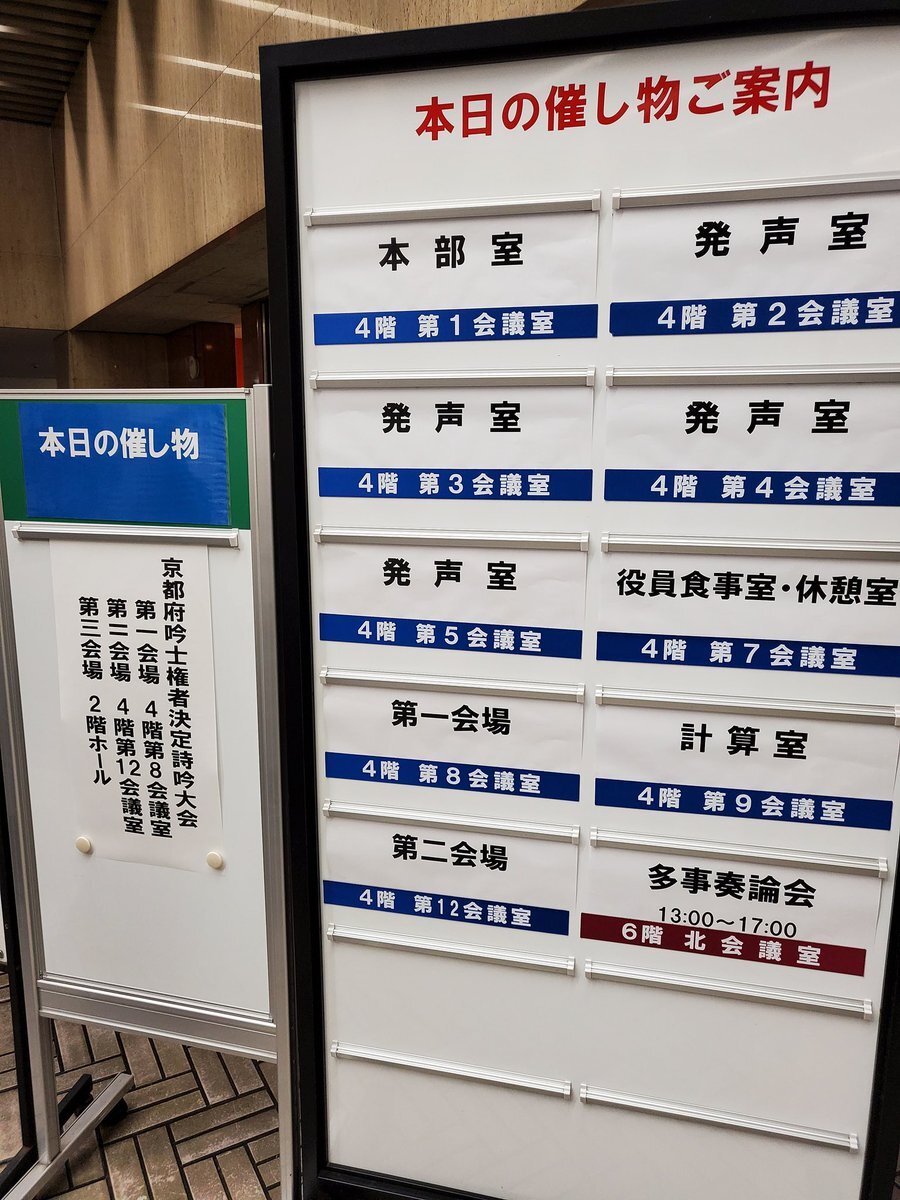 本日の催し物ご案内
本部室
4階 第1会議室
発声室
4階 第2会議室
発声室
4階 第3会議室
発声室
4階 第4会議室
発声室
4階 第5会議室
役員食事室・休憩室
4階 第7会議室
第一会場
4階 第8会議室
計算室
4階 第9会議室
第二会場
4階 第12会議室
多事奏論会
13:00～17:00
6階 北会議室
本日の催し物
京都府吟士権者決定詩吟大会
第一会場 4階第8会議室
第二会場 4階第12会議室
第三会場 2階ホール